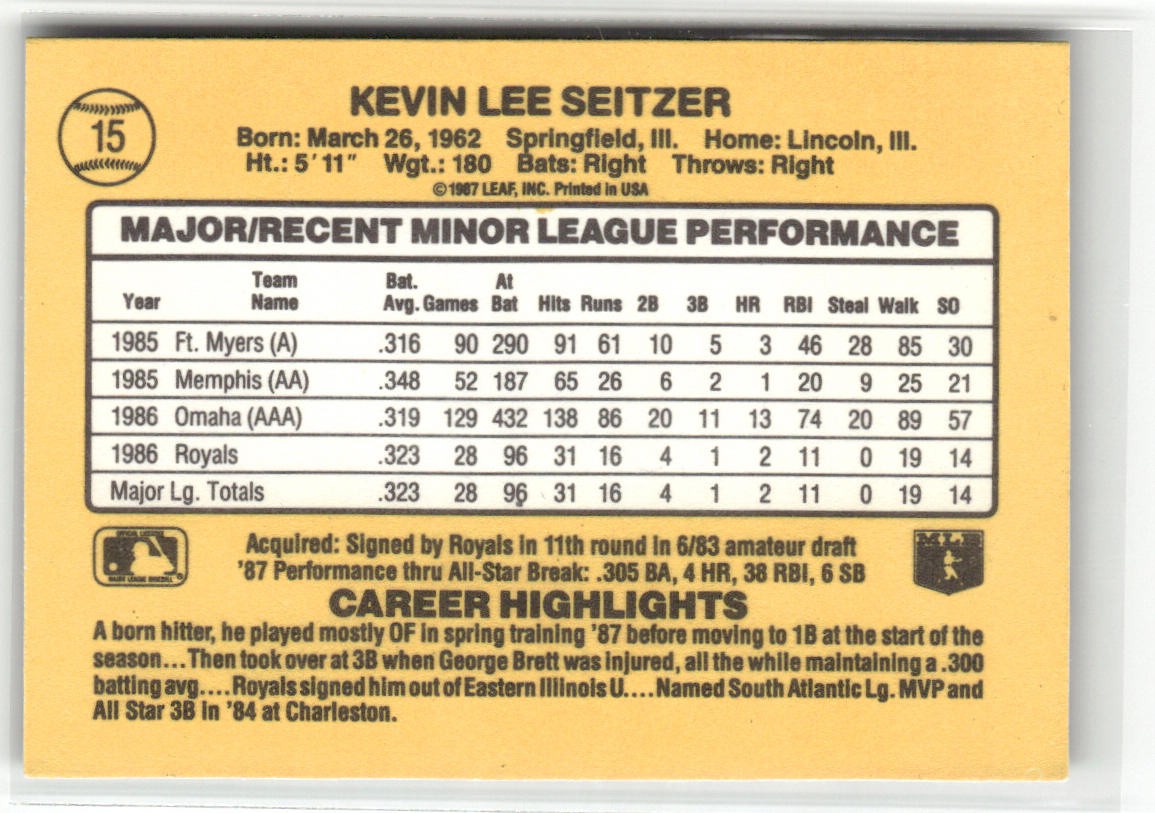 15
KEVIN LEE SEITZER
Born: March 26, 1962 Springfield, Ill. Home: Lincoln, Ill.
Ht.: 5'11" Wgt.: 180 Bats: Right Throws: Right
©1987 LEAF, INC. Printed in USA
MAJOR/RECENT MINOR LEAGUE PERFORMANCE
Team Bat. At
Year Name Avg. Games Bat Hits Runs 2B 3B HR RBI Steal Walk SO
1985 Ft. Myers (A) .316 90 290 91 61 10 5 3 46 28 85 30
1985 Memphis (AA) .348 52 187 65 26 6 2 1 20 9 25 21
1986 Omaha (AAA) .319 129 432 138 86 20 11 13 74 20 89 57
1986 Royals .323 28 96 31 16 4 1 2 11 0 19 14
Major Lg. Totals .323 28 96 31 16 4 1 2 11 0 19 14
Acquired: Signed by Royals in 11th round in 6/83 amateur draft
'87 Performance thru All-Star Break: .305 BA, 4 HR, 38 RBI, 6 SB
MAJOR LEAGUE BASEBALL
MLB
CAREER HIGHLIGHTS
A born hitter, he played mostly OF in spring training '87 before moving to 1B at the start of the
season...Then took over at 3B when George Brett was injured, all the while maintaining a .300
batting avg....Royals signed him out of Eastern Illinois U....Named South Atlantic Lg. MVP and
All Star 3B in '84 at Charleston.